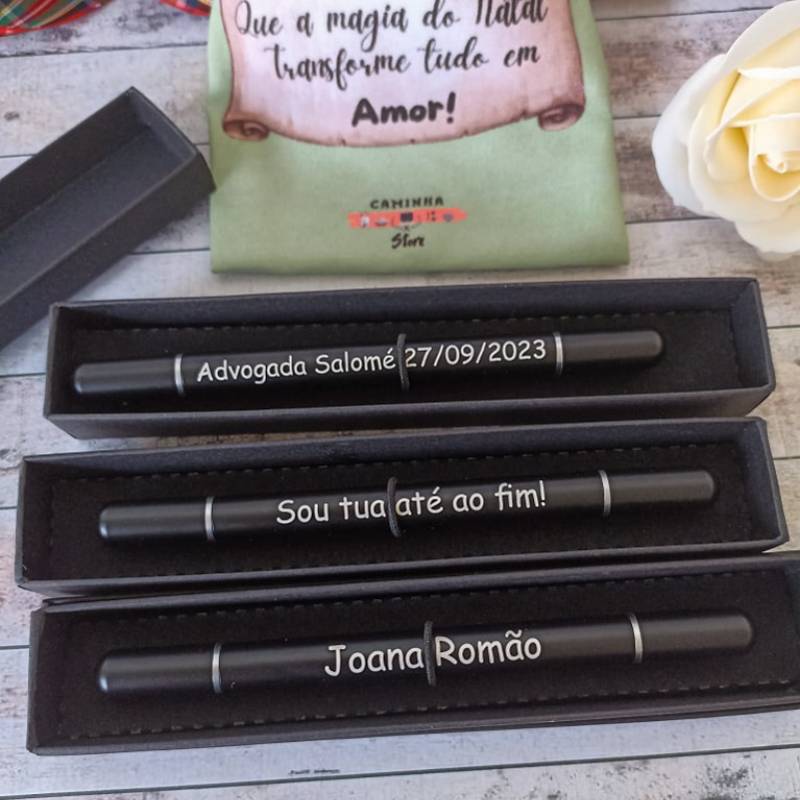 Que a magia do Natal
transforme tudo em
Amor!
CAMINHA
Store
Advogada Salomé 27/09/2023
Sou tua até ao fim!
Joana Romão